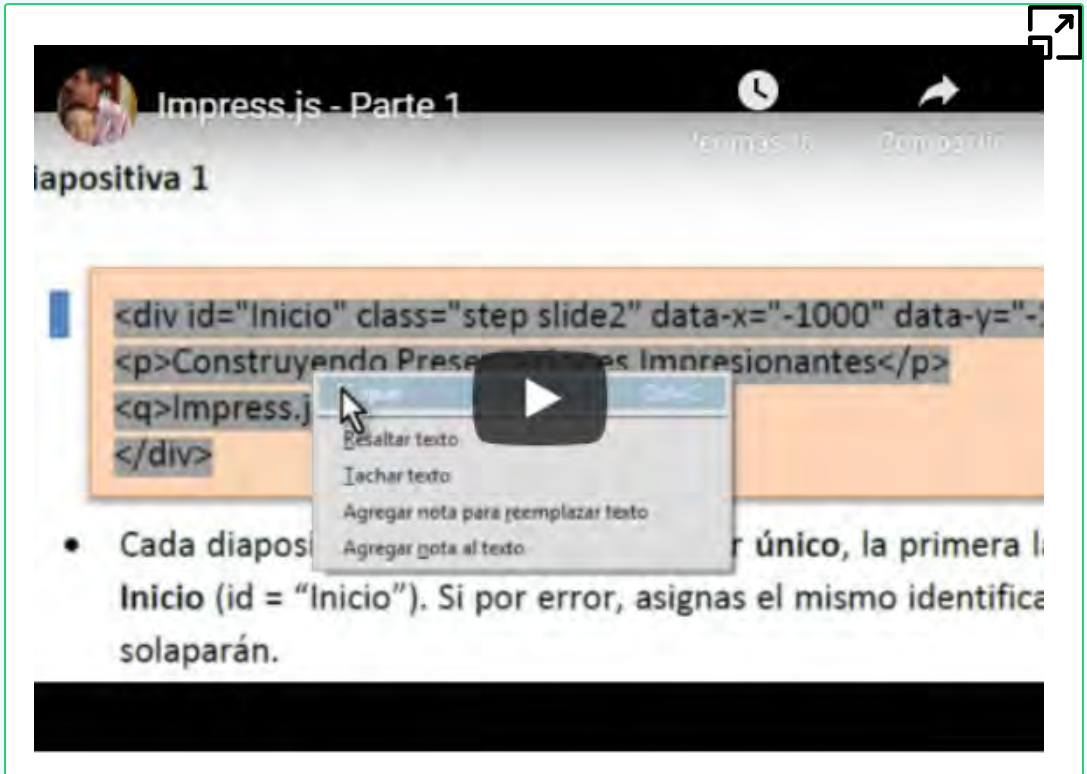 Impress.js - Parte 1
iapositiva 1
<div id="Inicio" class="step slide2" data-x="-1000" data-y="-
<p>Construyendo Prese Impresionantes</p>
<q>Impress.j
</div>
Resaltar texto
Tachar texto
Agregar nota para reemplazar texto
Agregar nota al texto
• Cada diaposi r único, la primera l
Inicio (id = “Inicio”). Si por error, asignas el mismo identifica
solaparán.